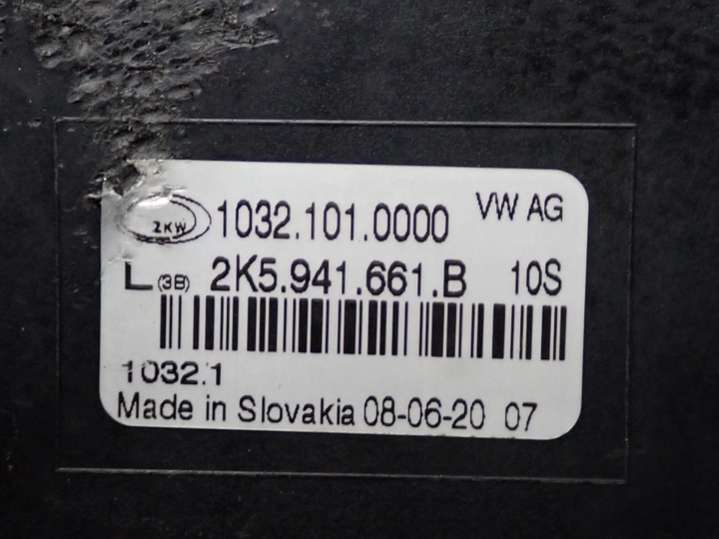 2KW 1032.101.0000 VW AG
L(3B) 2K5.941.661.B 10S
1032.1
Made in Slovakia 08-06-20 07